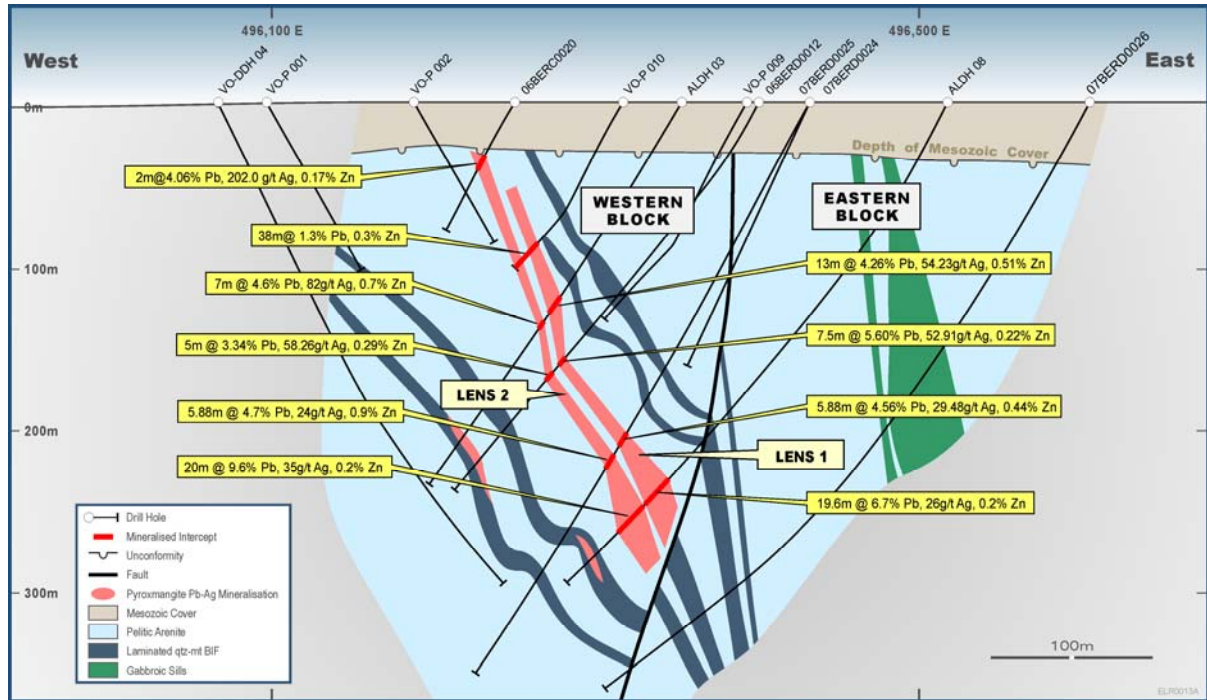 496,100 E
496,500 E
West
East
VO-DDH 04
VO-P 001
VO-P 002
06BERC0020
VO-P 010
ALDH 03
VO-P 009
06BERD0012
07BERD0025
07BERD0024
ALDH 08
07BERD0026
0m
Depth of Mesozoic Cover
2m@4.06% Pb, 202.0 g/t Ag, 0.17% Zn
WESTERN
BLOCK
EASTERN
BLOCK
38m@ 1.3% Pb, 0.3% Zn
100m
13m @ 4.26% Pb, 54.23g/t Ag, 0.51% Zn
7m @ 4.6% Pb, 82g/t Ag, 0.7% Zn
5m @ 3.34% Pb, 58.26g/t Ag, 0.29% Zn
7.5m @ 5.60% Pb, 52.91g/t Ag, 0.22% Zn
LENS 2
5.88m @ 4.7% Pb, 24g/t Ag, 0.9% Zn
5.88m @ 4.56% Pb, 29.48g/t Ag, 0.44% Zn
200m
LENS 1
20m @ 9.6% Pb, 35g/t Ag, 0.2% Zn
19.6m @ 6.7% Pb, 26g/t Ag, 0.2% Zn
300m
Drill Hole
Mineralised Intercept
Unconformity
Fault
Pyroxmangite Pb-Ag Mineralisation
Mesozoic Cover
Pelitic Arenite
Laminated qtz-mt BIF
Gabbroic Sills
100m
ELR0013A